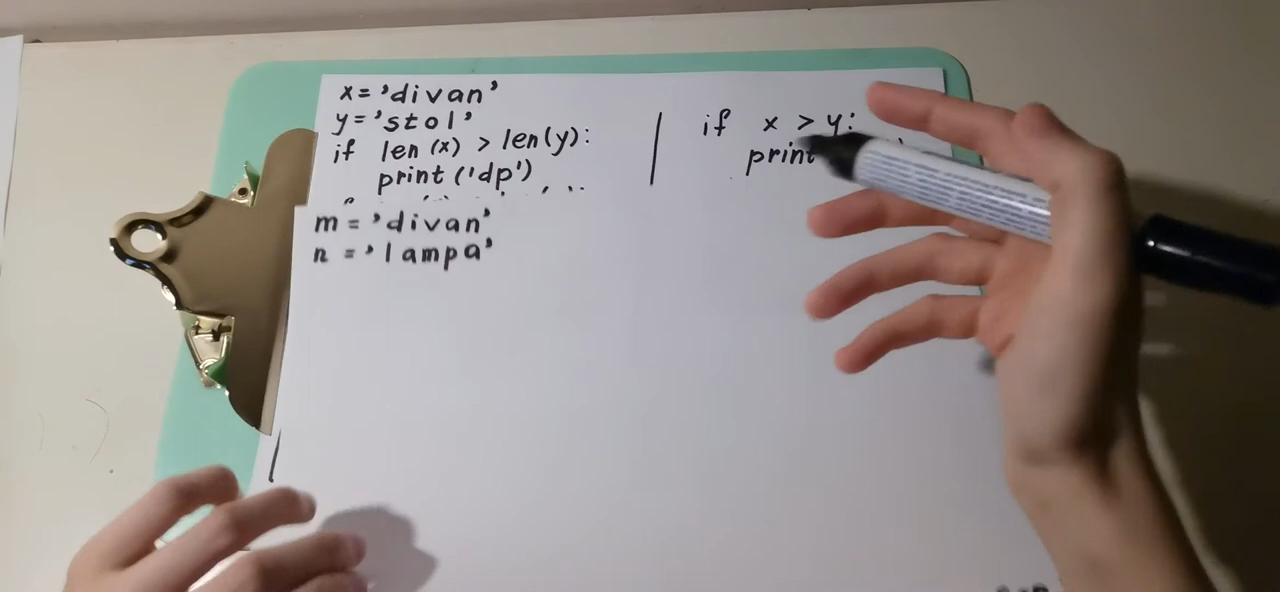 x = 'divan'
y = 'stol'
if len (x) > len(y):
print ('dp')
if x > y:
print
m = 'divan'
n = 'lampa'